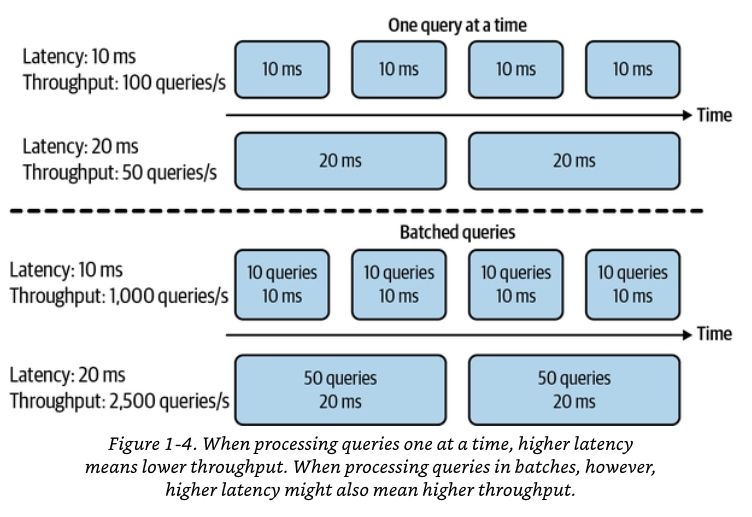 One query at a time
Latency: 10 ms
Throughput: 100 queries/s
10 ms
10 ms
10 ms
10 ms
Time
Latency: 20 ms
Throughput: 50 queries/s
20 ms
20 ms
Batched queries
Latency: 10 ms
Throughput: 1,000 queries/s
10 queries
10 ms
10 queries
10 ms
10 queries
10 ms
10 queries
10 ms
Time
Latency: 20 ms
Throughput: 2,500 queries/s
50 queries
20 ms
50 queries
20 ms
Figure 1-4. When processing queries one at a time, higher latency
means lower throughput. When processing queries in batches, however,
higher latency might also mean higher throughput.